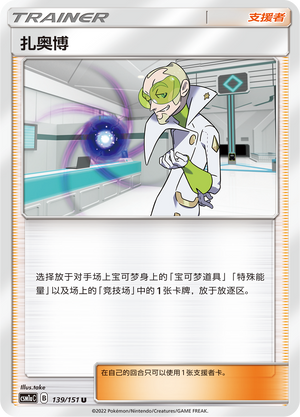 TRAINER 支援者
扎奥博
选择放于对手场上宝可梦身上的「宝可梦道具」「特殊能
量」以及场上的「竞技场」中的1张卡牌，放于放逐区。
Illus.take
CSM1cC B 139/151 U
在自己的回合只可以使用1张支援者卡。
©2022 Pokémon/Nintendo/Creatures/GAME FREAK.